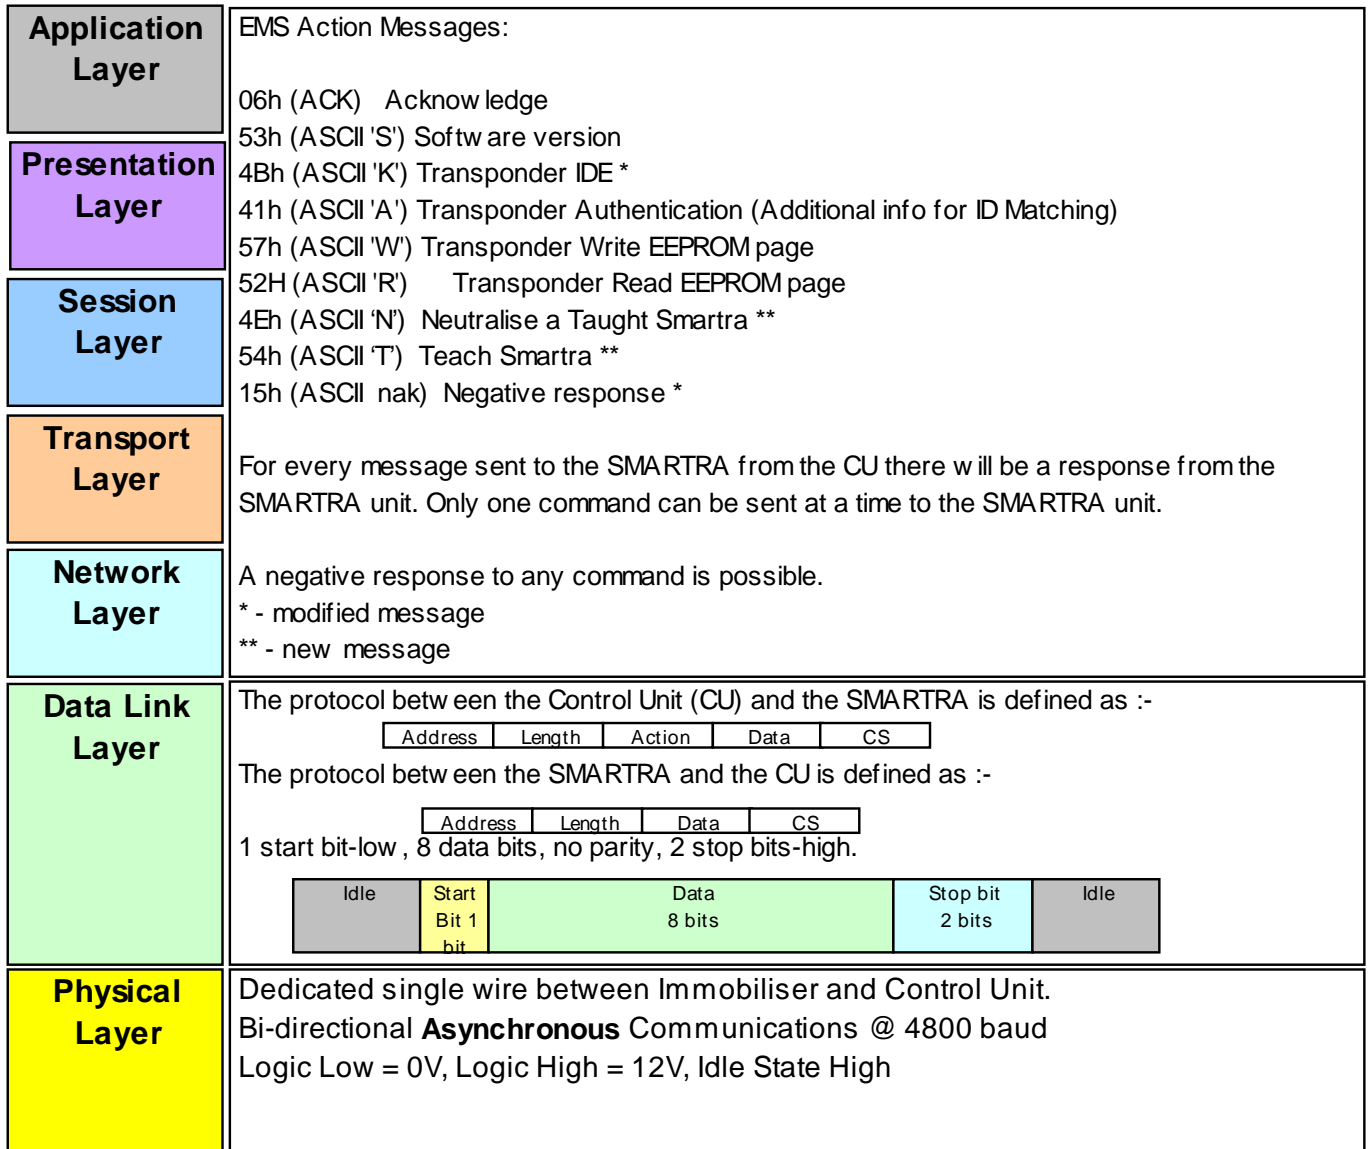 Application
Layer
EMS Action Messages:
06h (ACK) Acknowledge
53h (ASCII 'S') Software version
4Bh (ASCII 'K') Transponder IDE *
41h (ASCII 'A') Transponder Authentication (Additional info for ID Matching)
57h (ASCII 'W') Transponder Write EEPROM page
52H (ASCII 'R') Transponder Read EEPROM page
4Eh (ASCII ‘N’) Neutralise a Taught Smartra **
54h (ASCII ‘T’) Teach Smartra **
15h (ASCII nak) Negative response *
For every message sent to the SMARTRA from the CU there will be a response from the
SMARTRA unit. Only one command can be sent at a time to the SMARTRA unit.
A negative response to any command is possible.
* - modified message
** - new message
Presentation
Layer
Session
Layer
Transport
Layer
Network
Layer
Data Link
Layer
The protocol between the Control Unit (CU) and the SMARTRA is defined as :-
Address Length Action Data CS
The protocol between the SMARTRA and the CU is defined as :-
Address Length Data CS
1 start bit-low, 8 data bits, no parity, 2 stop bits-high.
Idle
Start
Bit 1
bit
Data
8 bits
Stop bit
2 bits
Idle
Physical
Layer
Dedicated single wire between Immobiliser and Control Unit.
Bi-directional Asynchronous Communications @ 4800 baud
Logic Low = 0V, Logic High = 12V, Idle State High